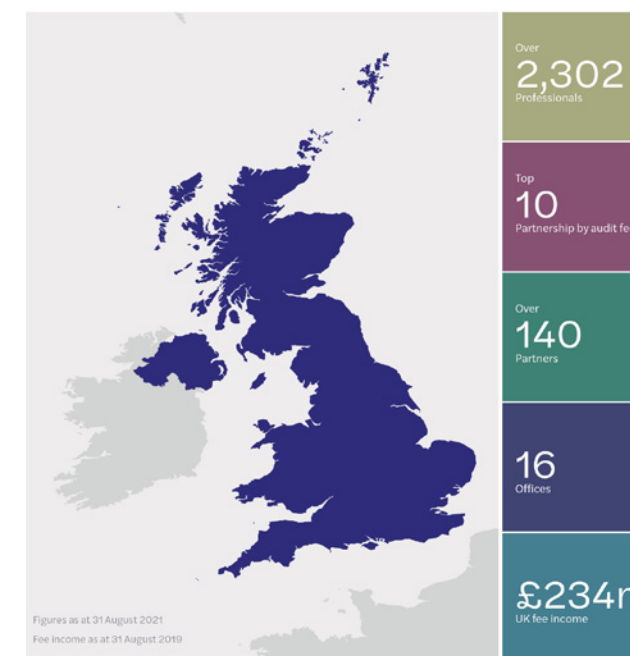 Over
2,302
Professionals
Top
10
Partnership by audit fe
Over
140
Partners
16
Offices
£234m
UK fee income
Figures as at 31 August 2021
Fee income as at 31 August 2019